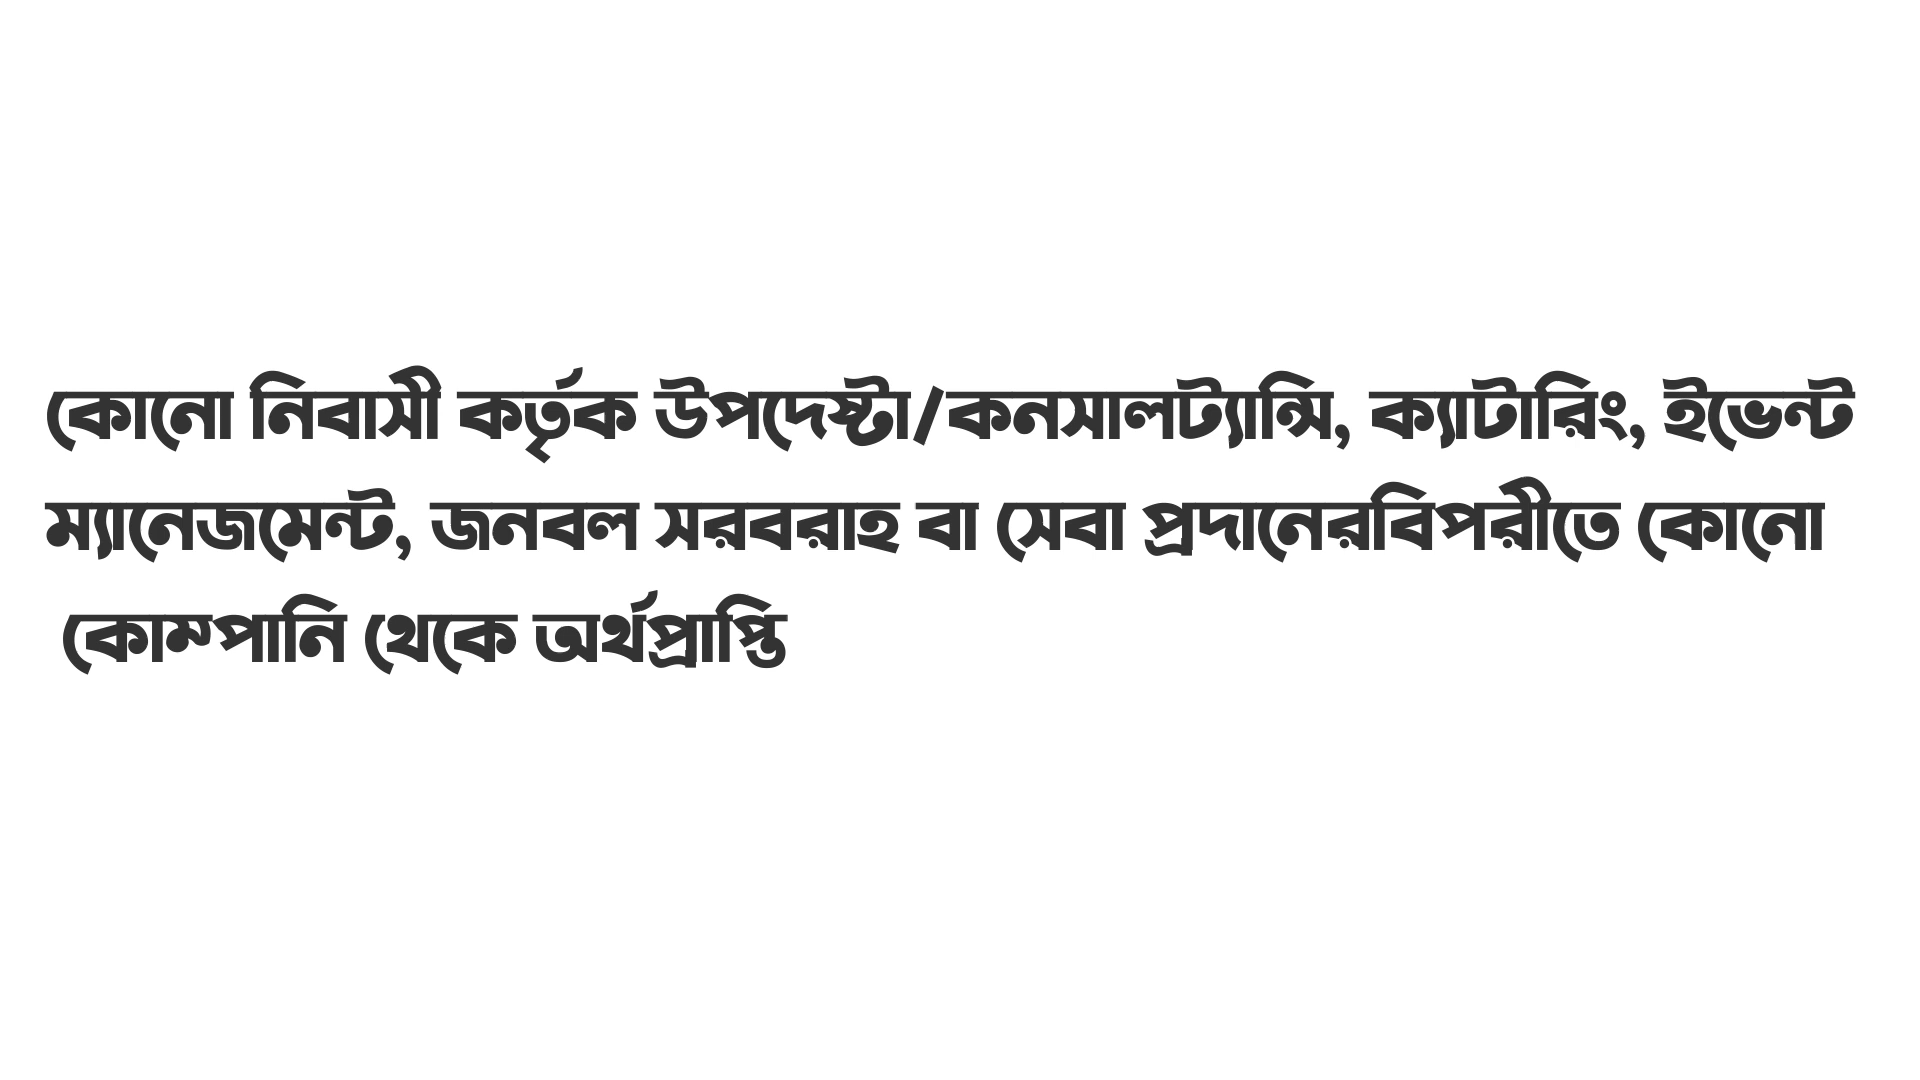 কোনো নিবাসী কর্তৃক উপদেষ্টা/কনসালট্যান্সি, ক্যাটারিং, ইভেন্ট
ম্যানেজমেন্ট, জনবল সরবরাহ বা সেবা প্রদানেরবিপরীতে কোনো
কোম্পানি থেকে অর্থপ্রাপ্তি